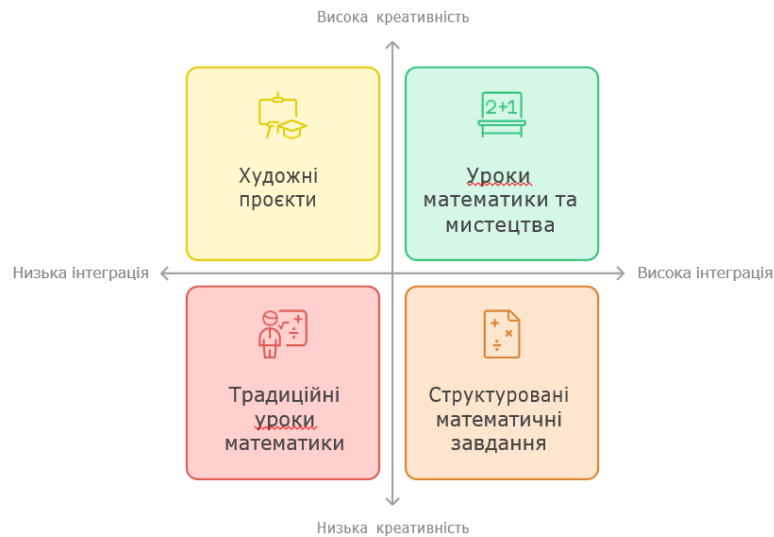 Висока креативність
2+1
Художні
проєкти
Уроки
математики та
мистецтва
Низька інтеграція
Висока інтеграція
Традиційні
уроки
математики
Структуровані
математичні
завдання
Низька креативність